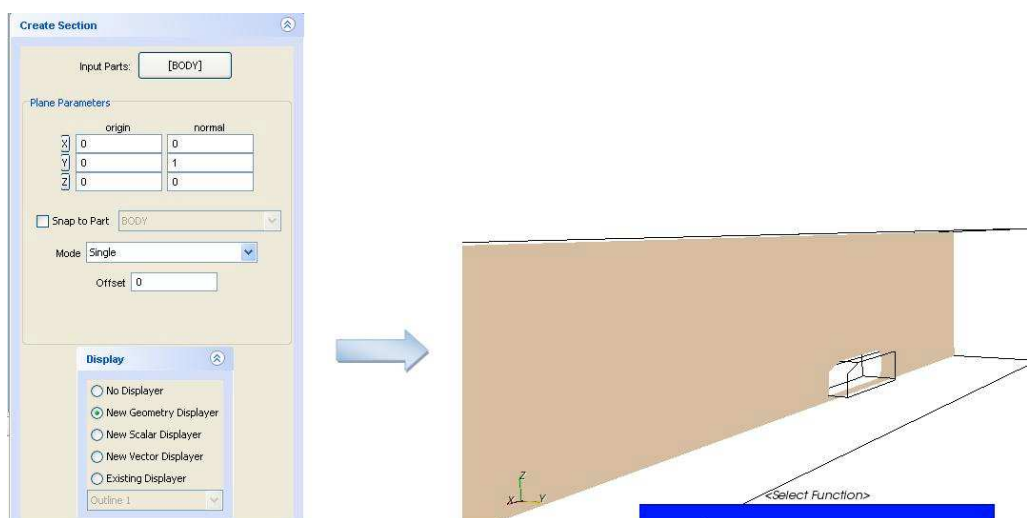 Create Section
Input Parts: [BODY]
Plane Parameters
origin normal
X 0 0
Y 0 1
Z 0 0
Snap to Part BODY
Mode Single
Offset 0
Display
No Displayer
New Geometry Displayer
New Scalar Displayer
New Vector Displayer
Existing Displayer
Outline 1
Z
X Y
<Select Function>